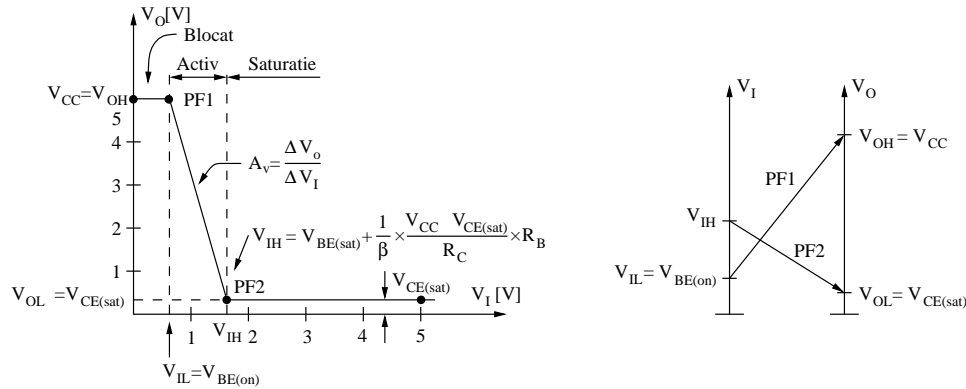 V_O[V]
Blocat
Activ
Saturatie
V_CC=V_OH
PF1
5
4
3
2
1
A_v= ΔV_o / ΔV_I
V_IH = V_BE(sat) + 1/β × V_CC V_CE(sat) / R_C × R_B
PF2
V_CE(sat)
V_OL =V_CE(sat)
V_I [V]
1
V_IH
2
3
4
5
V_IL=V_BE(on)
V_I
V_O
V_OH = V_CC
PF1
V_IH
PF2
V_IL= V_BE(on)
V_OL=V_CE(sat)